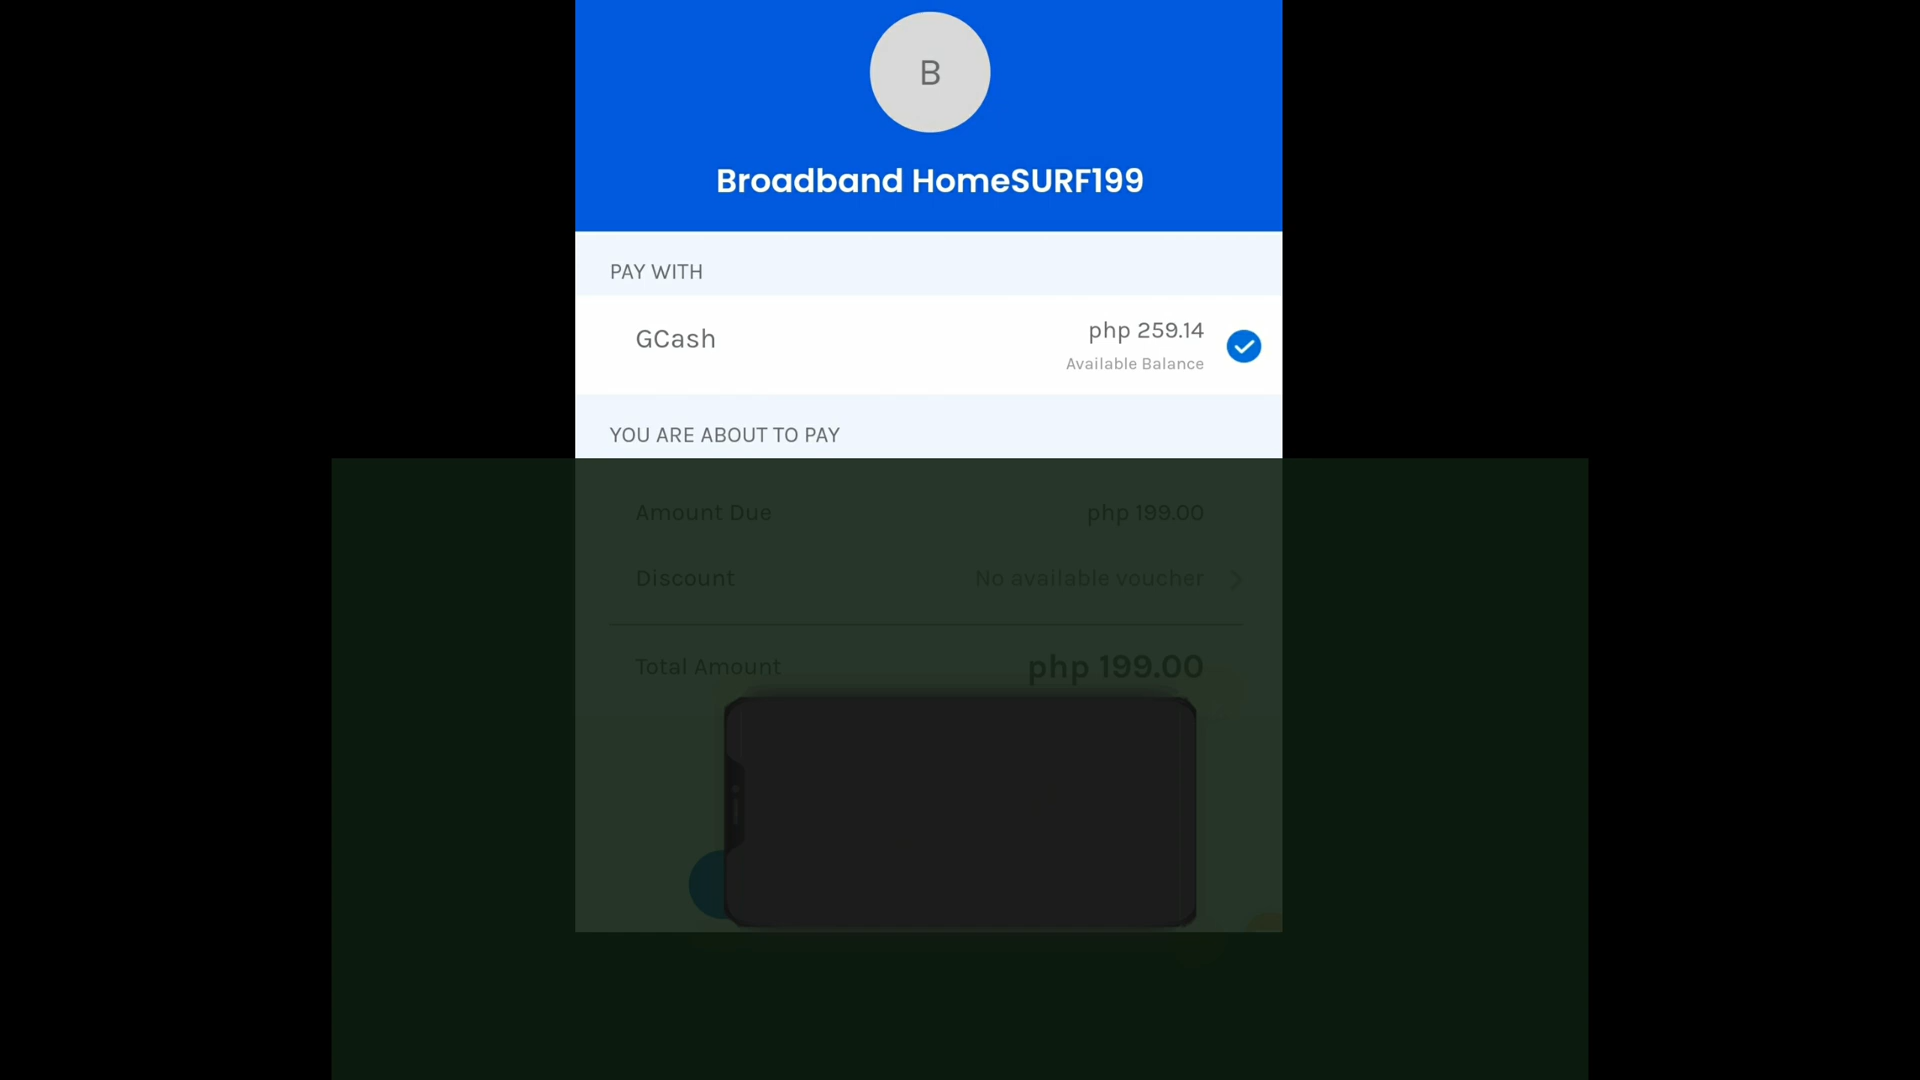 B
Broadband HomeSURF199
PAY WITH
GCash
php 259.14
Available Balance
YOU ARE ABOUT TO PAY
Amount Due php 199.00
Discount No available voucher
Total Amount php 199.00